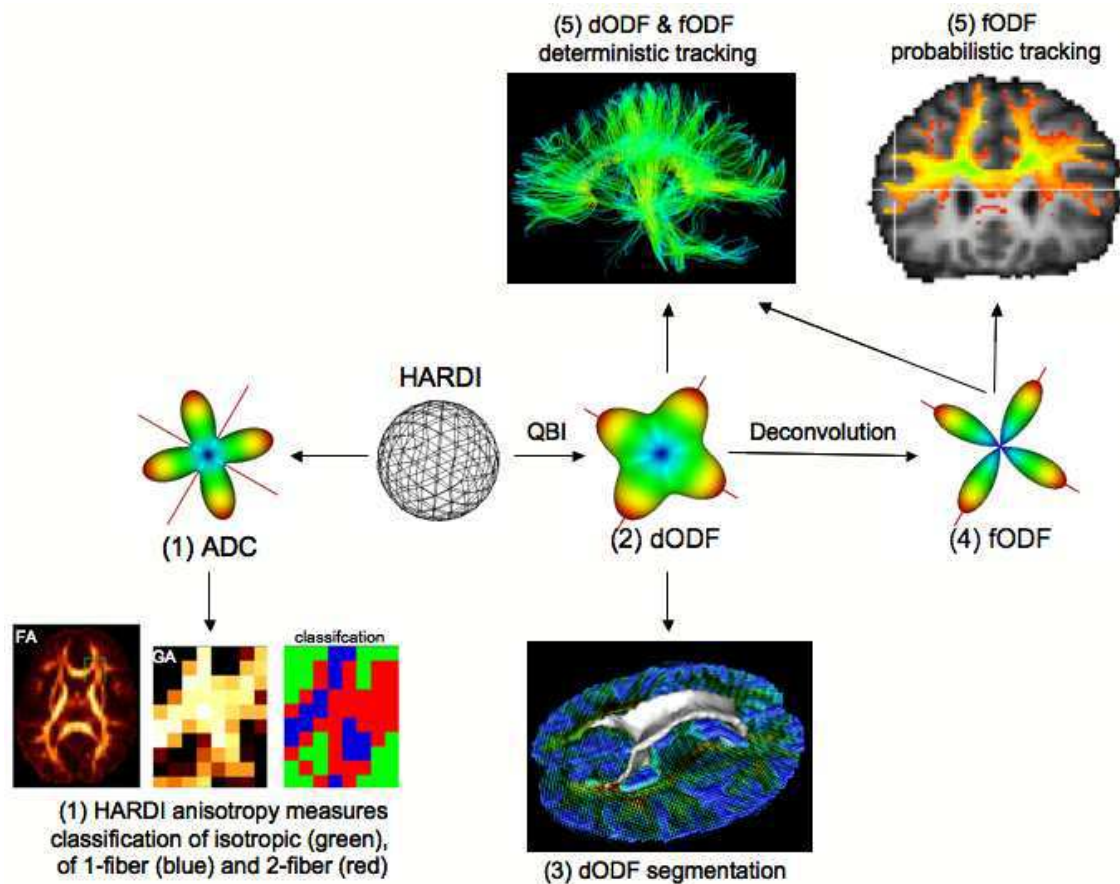 (5) dODF & fODF
deterministic tracking
(5) fODF
probabilistic tracking
HARDI
QBI
Deconvolution
(1) ADC
(2) dODF
(4) fODF
FA
GA
classifcation
(1) HARDI anisotropy measures
classification of isotropic (green),
of 1-fiber (blue) and 2-fiber (red)
(3) dODF segmentation